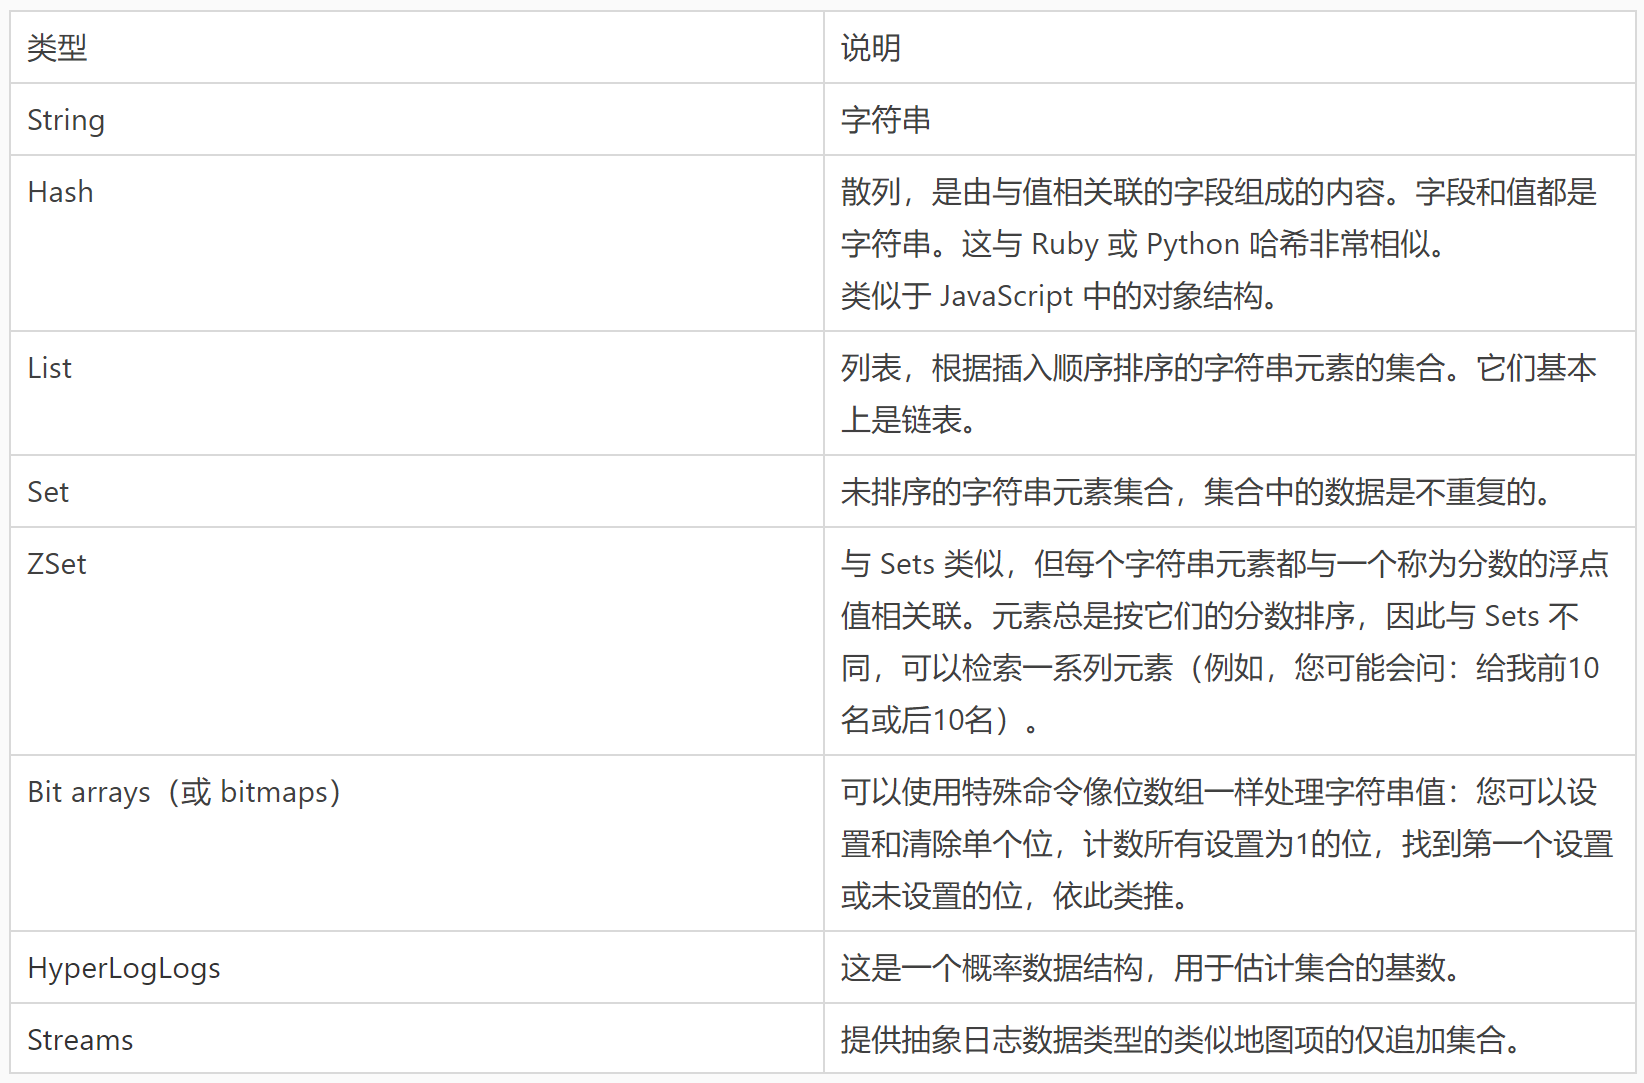 类型
说明
String
字符串
Hash
散列，是由与值相关联的字段组成的内容。字段和值都是
字符串。这与 Ruby 或 Python 哈希非常相似。
类似于 JavaScript 中的对象结构。
List
列表，根据插入顺序排序的字符串元素的集合。它们基本
上是链表。
Set
未排序的字符串元素集合，集合中的数据是不重复的。
ZSet
与 Sets 类似，但每个字符串元素都与一个称为分数的浮点
值相关联。元素总是按它们的分数排序，因此与 Sets 不
同，可以检索一系列元素（例如，您可能会问：给我前10
名或后10名）。
Bit arrays（或 bitmaps）
可以使用特殊命令像位数组一样处理字符串值：您可以设
置和清除单个位，计数所有设置为1的位，找到第一个设置
或未设置的位，依此类推。
HyperLogLogs
这是一个概率数据结构，用于估计集合的基数。
Streams
提供抽象日志数据类型的类似地图项的仅追加集合。